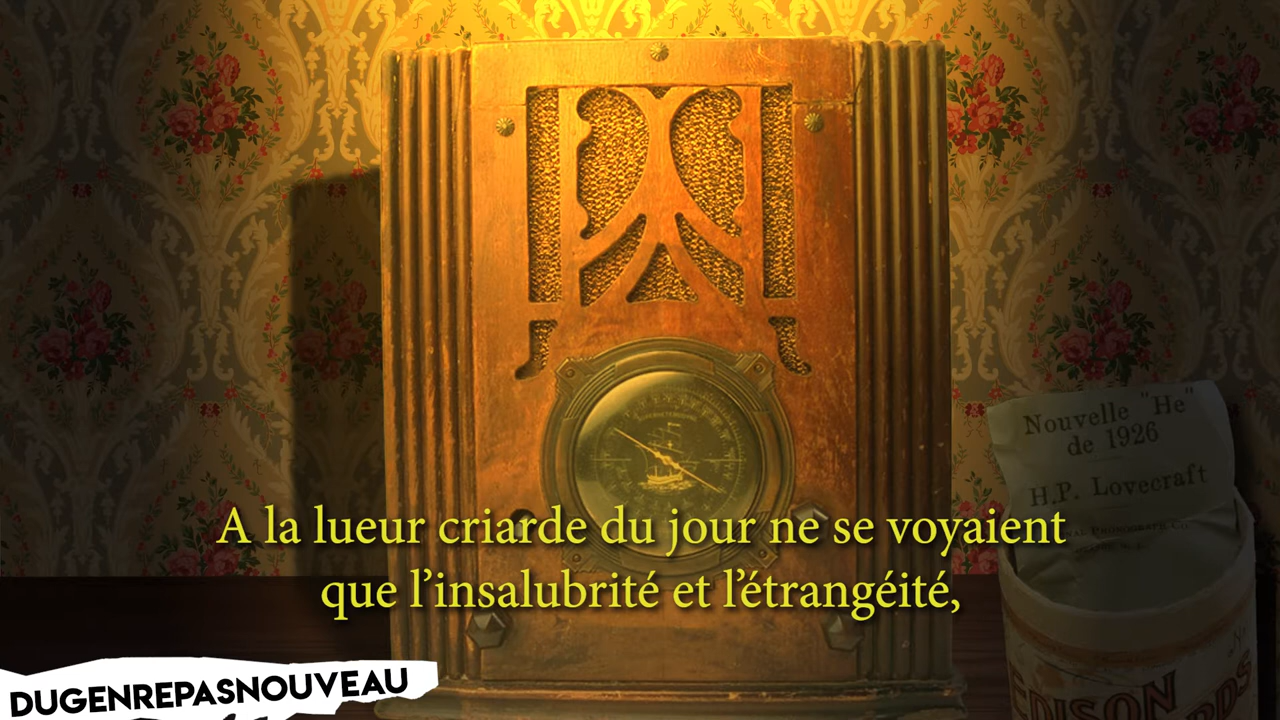 Nouvelle "He"
de 1926
H.P. Lovecraft
A la lueur criarde du jour ne se voyaient
que l'insalubrité et l'étrangéité,
EDISON
DUGENREPASNOUVEAU